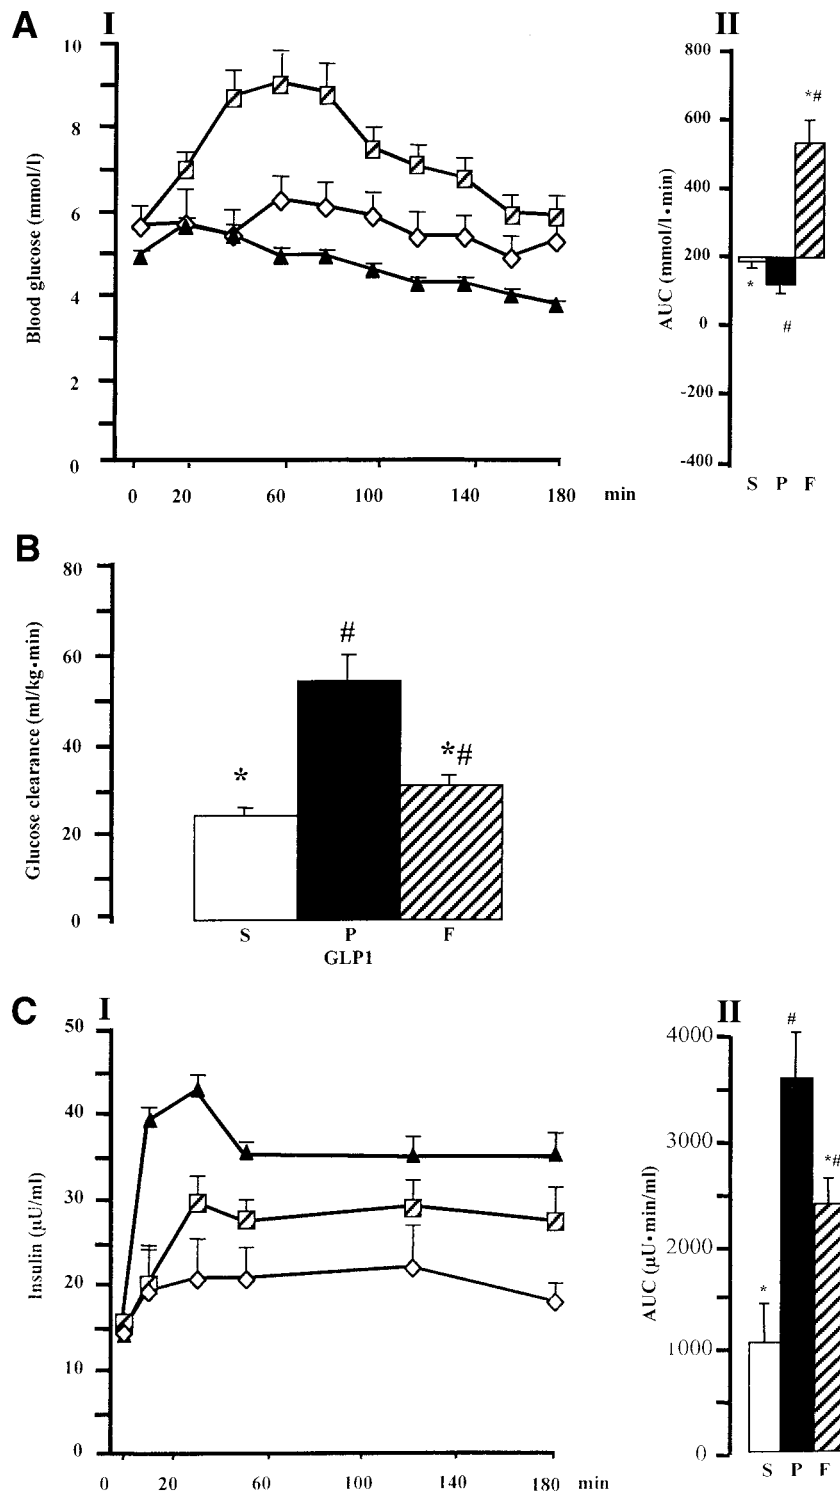 A
I
II
10
8
6
4
2
0
Blood glucose (mmol/l)
0 20 60 100 140 180 min
800
600
400
200
0
-200
-400
AUC (mmol/l•min)
*#
*
#
S P F
B
80
60
40
20
0
Glucose clearance (ml/kg•min)
*
#
*#
S P F
GLP1
C
I
II
50
40
30
20
10
0
Insulin (µU/ml)
0 20 60 100 140 180 min
4000
3000
2000
1000
0
AUC (µU•min/ml)
#
*#
*
S P F